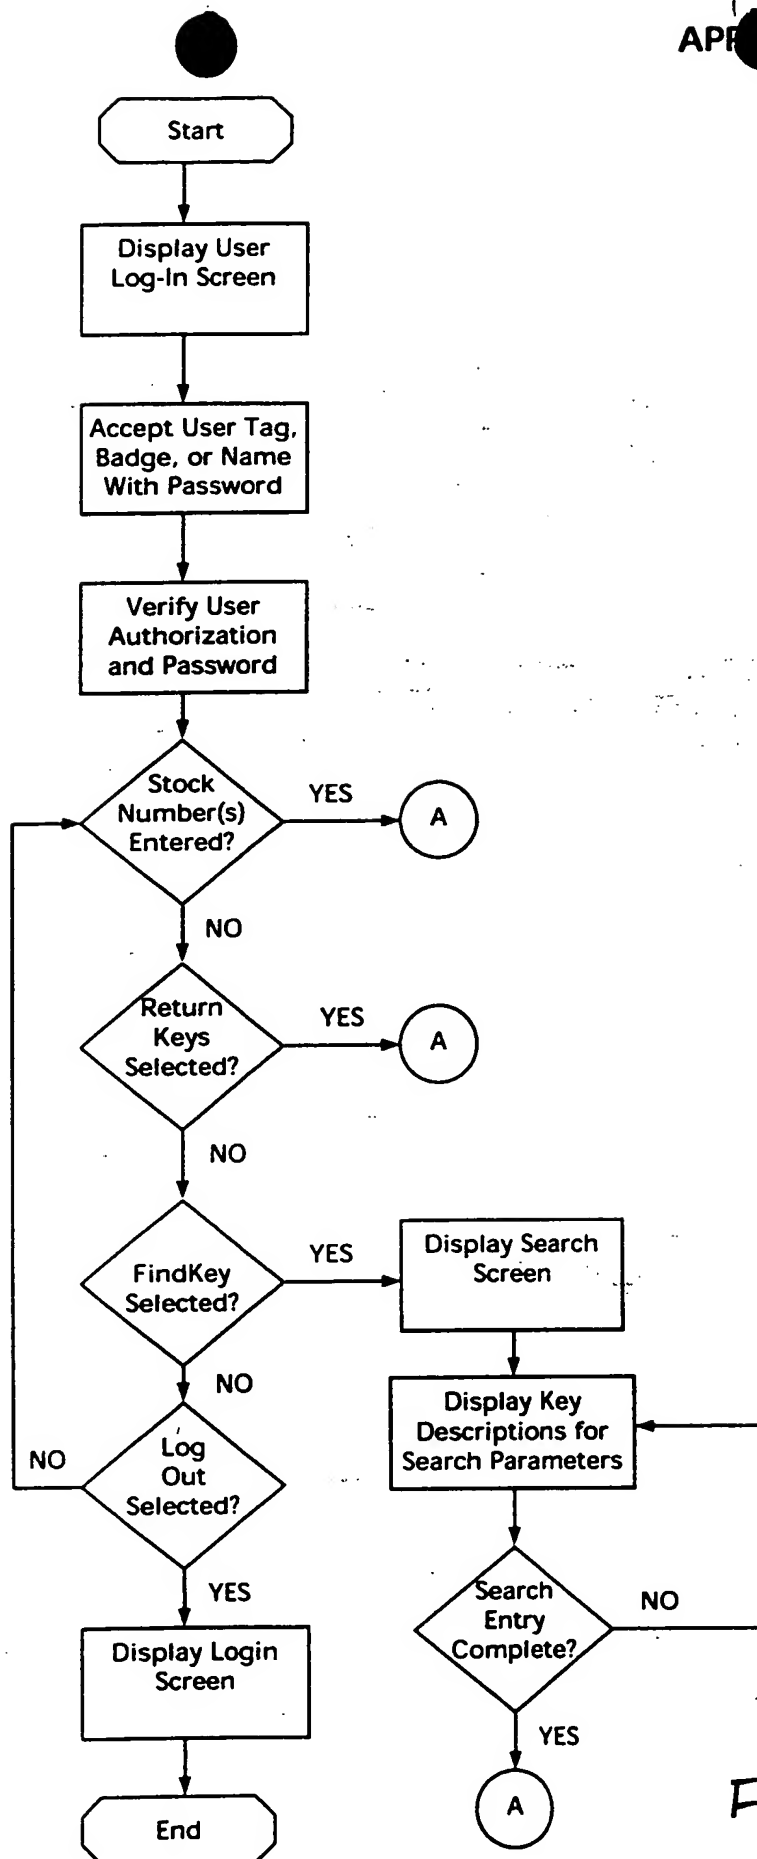 APP
Start
Display User
Log-In Screen
Accept User Tag,
Badge, or Name
With Password
Verify User
Authorization
and Password
Stock
Number(s)
Entered?
YES
A
NO
Return
Keys
Selected?
YES
A
NO
FindKey
Selected?
YES
Display Search
Screen
NO
Display Key
Descriptions for
Search Parameters
Log
Out
Selected?
NO
Search
Entry
Complete?
NO
YES
Display Login
Screen
YES
A
End
F